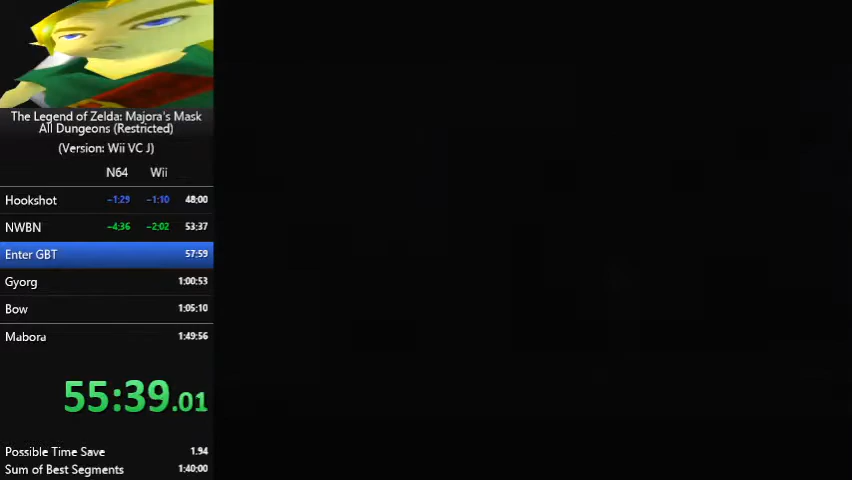 The Legend of Zelda: Majora's Mask
All Dungeons (Restricted)
(Version: Wii VC J)
N64 Wii
Hookshot −1:29 −1:10 48:00
NWBN −4:36 −2:02 53:37
Enter GBT 57:59
Gyorg 1:00:53
Bow 1:05:10
Mabora 1:49:56
55:39.01
Possible Time Save 1.94
Sum of Best Segments 1:40:00